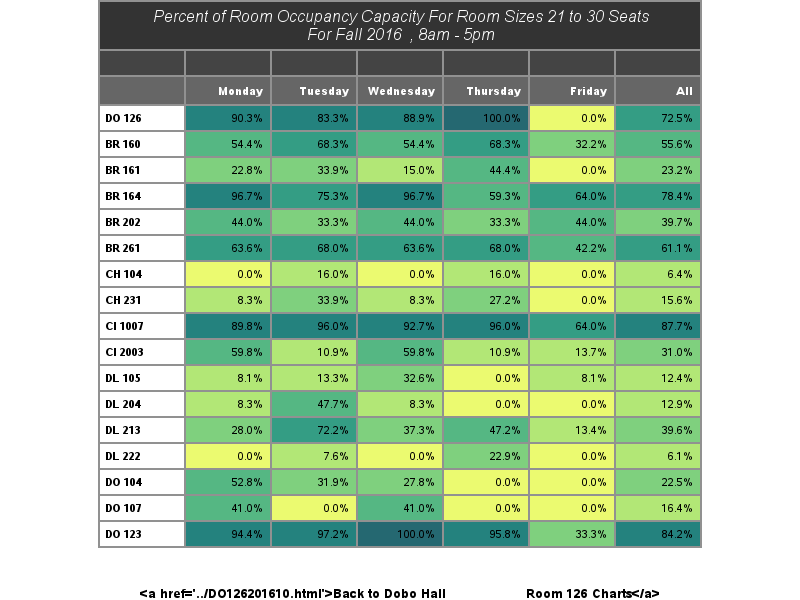 Percent of Room Occupancy Capacity For Room Sizes 21 to 30 Seats
For Fall 2016 , 8am - 5pm
Monday Tuesday Wednesday Thursday Friday All
DO 126 90.3% 83.3% 88.9% 100.0% 0.0% 72.5%
BR 160 54.4% 68.3% 54.4% 68.3% 32.2% 55.6%
BR 161 22.8% 33.9% 15.0% 44.4% 0.0% 23.2%
BR 164 96.7% 75.3% 96.7% 59.3% 64.0% 78.4%
BR 202 44.0% 33.3% 44.0% 33.3% 44.0% 39.7%
BR 261 63.6% 68.0% 63.6% 68.0% 42.2% 61.1%
CH 104 0.0% 16.0% 0.0% 16.0% 0.0% 6.4%
CH 231 8.3% 33.9% 8.3% 27.2% 0.0% 15.6%
CI 1007 89.8% 96.0% 92.7% 96.0% 64.0% 87.7%
CI 2003 59.8% 10.9% 59.8% 10.9% 13.7% 31.0%
DL 105 8.1% 13.3% 32.6% 0.0% 8.1% 12.4%
DL 204 8.3% 47.7% 8.3% 0.0% 0.0% 12.9%
DL 213 28.0% 72.2% 37.3% 47.2% 13.4% 39.6%
DL 222 0.0% 7.6% 0.0% 22.9% 0.0% 6.1%
DO 104 52.8% 31.9% 27.8% 0.0% 0.0% 22.5%
DO 107 41.0% 0.0% 41.0% 0.0% 0.0% 16.4%
DO 123 94.4% 97.2% 100.0% 95.8% 33.3% 84.2%
<a href='../DO126201610.html'>Back to Dobo Hall Room 126 Charts</a>